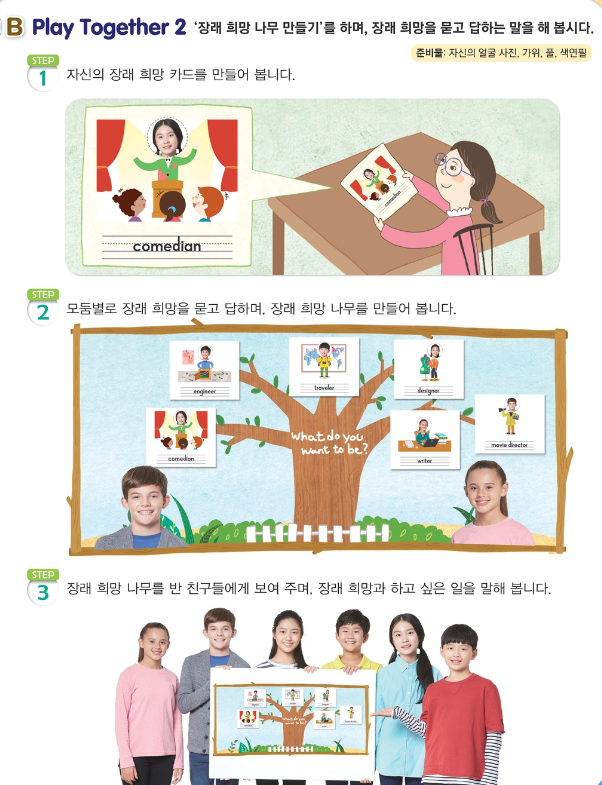 B Play Together 2 '장래 희망 나무 만들기'를 하며, 장래 희망을 묻고 답하는 말을 해 봅시다.
준비물: 자신의 얼굴 사진, 가위, 풀, 색연필
STEP
1 자신의 장래 희망 카드를 만들어 봅니다.
comedian
comedian
STEP
2 모둠별로 장래 희망을 묻고 답하며, 장래 희망 나무를 만들어 봅니다.
engineer
traveler
designer
comedian
What do you
want to be?
writer
movie director
STEP
3 장래 희망 나무를 반 친구들에게 보여 주며, 장래 희망과 하고 싶은 일을 말해 봅니다.
What do you
want to be?